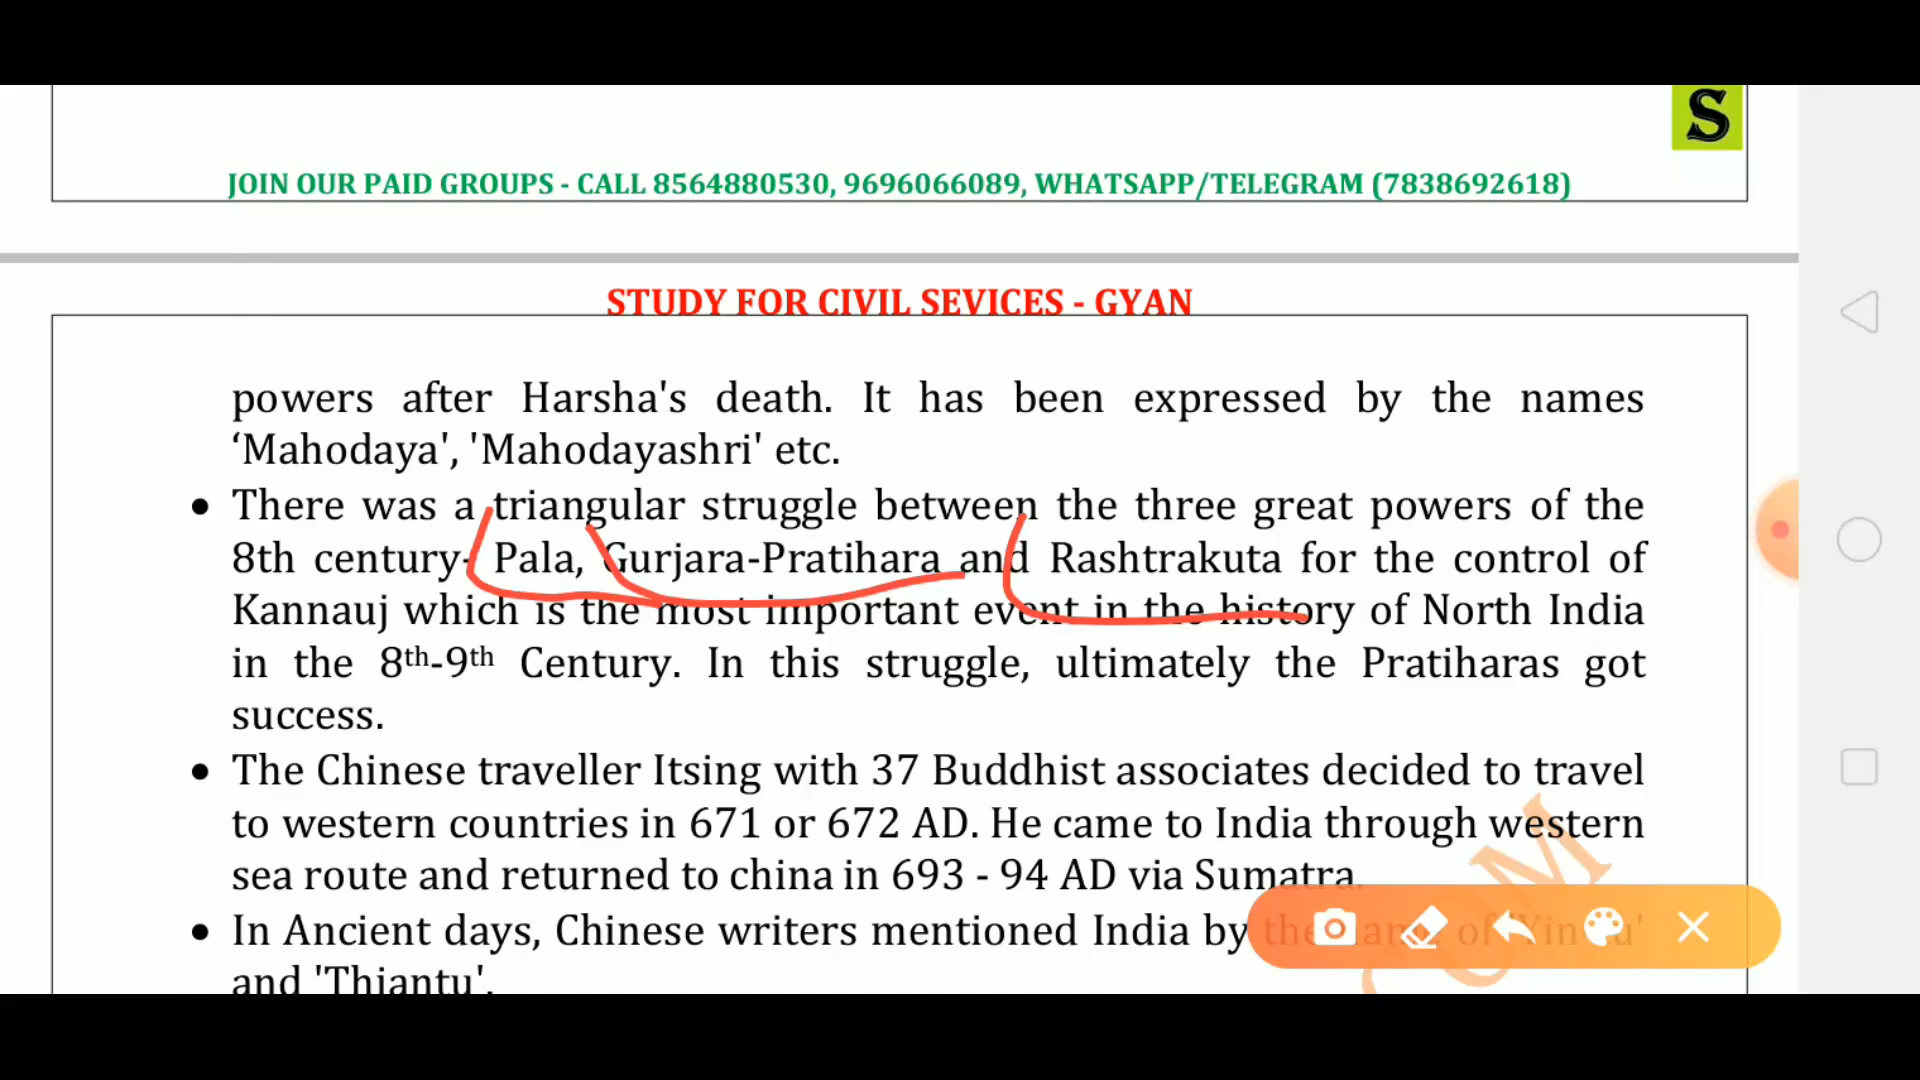 S
JOIN OUR PAID GROUPS - CALL 8564880530, 9696066089, WHATSAPP/TELEGRAM (7838692618)
STUDY FOR CIVIL SEVICES - GYAN
powers after Harsha's death. It has been expressed by the names
‘Mahodaya', 'Mahodayashri' etc.
• There was a triangular struggle between the three great powers of the
8th century- Pala, Gurjara-Pratihara and Rashtrakuta for the control of
Kannauj which is the most important event in the history of North India
in the 8th-9th Century. In this struggle, ultimately the Pratiharas got
success.
• The Chinese traveller Itsing with 37 Buddhist associates decided to travel
to western countries in 671 or 672 AD. He came to India through western
sea route and returned to china in 693 - 94 AD via Sumatra.
• In Ancient days, Chinese writers mentioned India by the name of
and 'Thiantu'.